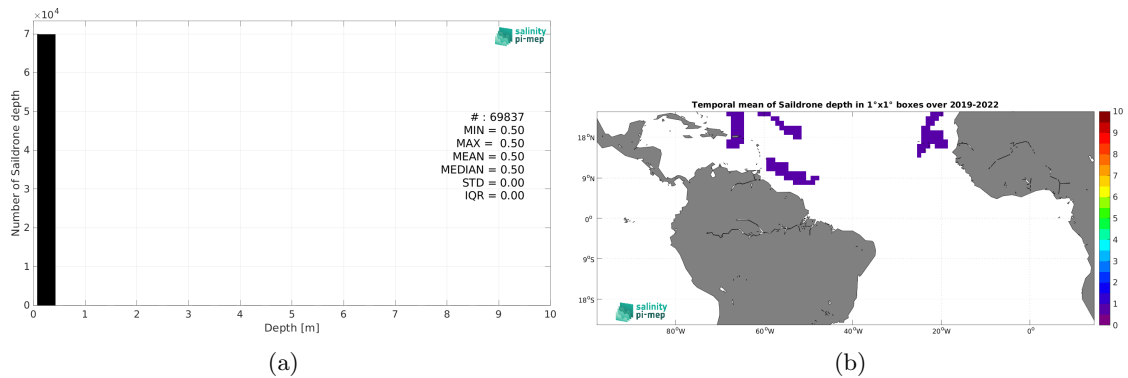 ×10⁴
7
6
5
4
3
2
1
0
Number of Saildrone depth
salinity
pi-mep
# : 69837
MIN = 0.50
MAX = 0.50
MEAN = 0.50
MEDIAN = 0.50
STD = 0.00
IQR = 0.00
0 1 2 3 4 5 6 7 8 9 10
Depth [m]
(a)
Temporal mean of Saildrone depth in 1°x1° boxes over 2019-2022
18°N
9°N
0°
9°S
18°S
salinity
pi-mep
80°W 60°W 40°W 20°W 0°
10
9
8
7
6
5
4
3
2
1
0
(b)